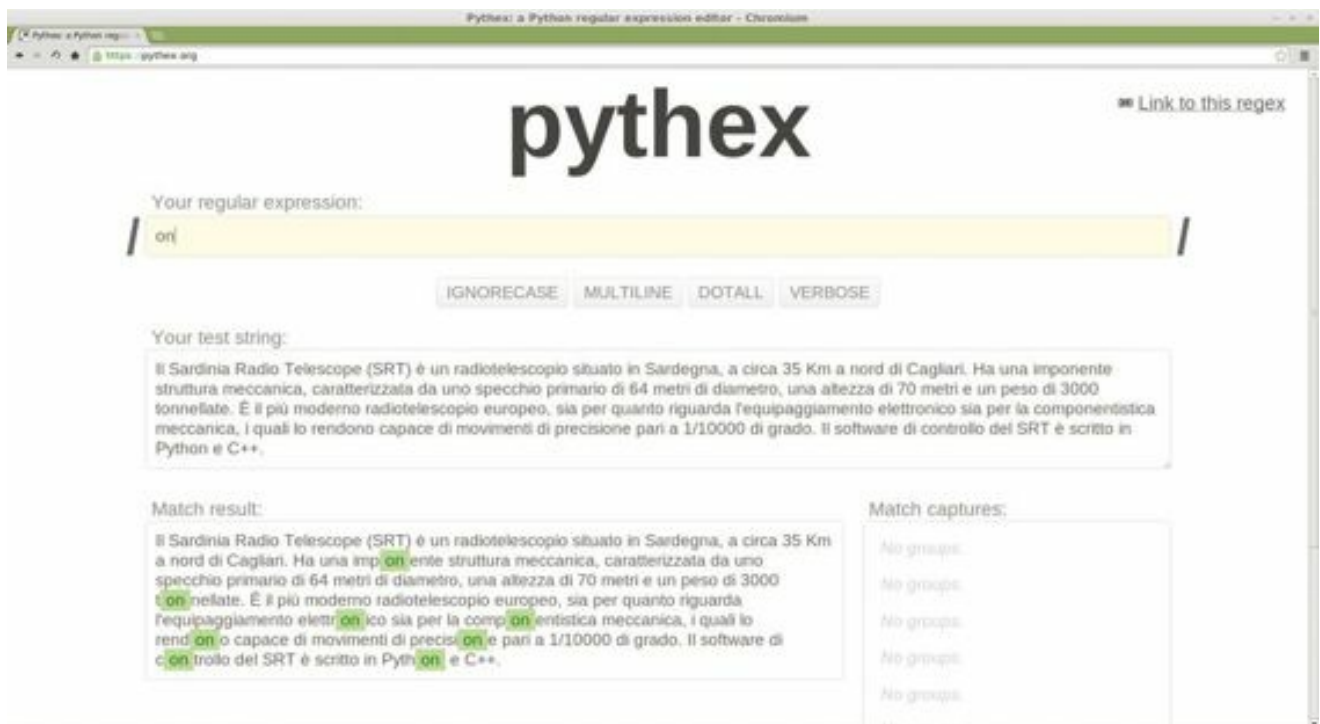 Pythex: a Python regular expression editor - Chromium
Pythex: a Python regu
https://pythex.org
pythex
Link to this regex
Your regular expression:
/ on /
IGNORECASE MULTILINE DOTALL VERBOSE
Your test string:
Il Sardinia Radio Telescope (SRT) è un radiotelescopio situato in Sardegna, a circa 35 Km a nord di Cagliari. Ha una imponente
struttura meccanica, caratterizzata da uno specchio primario di 64 metri di diametro, una altezza di 70 metri e un peso di 3000
tonnellate. È il più moderno radiotelescopio europeo, sia per quanto riguarda l'equipaggiamento elettronico sia per la componentistica
meccanica, i quali lo rendono capace di movimenti di precisione pari a 1/10000 di grado. Il software di controllo del SRT è scritto in
Python e C++.
Match result:
Il Sardinia Radio Telescope (SRT) è un radiotelescopio situato in Sardegna, a circa 35 Km
a nord di Cagliari. Ha una imponente struttura meccanica, caratterizzata da uno
specchio primario di 64 metri di diametro, una altezza di 70 metri e un peso di 3000
tonnellate. È il più moderno radiotelescopio europeo, sia per quanto riguarda
l'equipaggiamento elettronico sia per la componentistica meccanica, i quali lo
rendono capace di movimenti di precisione pari a 1/10000 di grado. Il software di
controllo del SRT è scritto in Python e C++.
Match captures:
No groups.
No groups.
No groups.
No groups.
No groups.